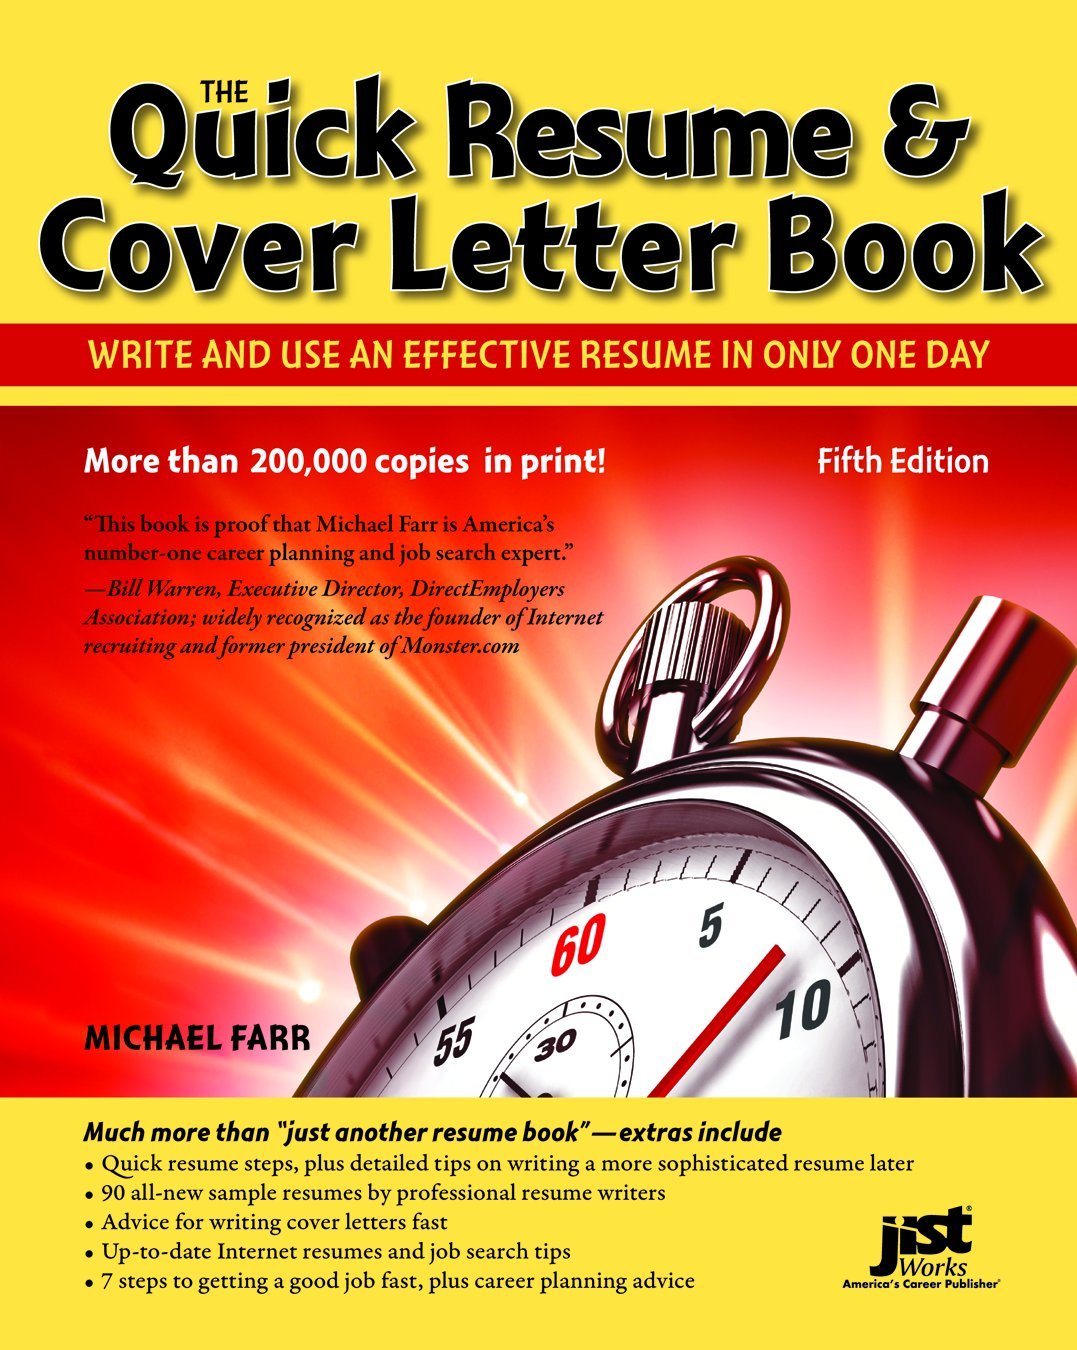 THE
Quick Resume &
Cover Letter Book
WRITE AND USE AN EFFECTIVE RESUME IN ONLY ONE DAY
More than 200,000 copies in print!
Fifth Edition
“This book is proof that Michael Farr is America’s
number-one career planning and job search expert.”
—Bill Warren, Executive Director, DirectEmployers
Association; widely recognized as the founder of Internet
recruiting and former president of Monster.com
60
5
10
55
30
MICHAEL FARR
Much more than “just another resume book”—extras include
• Quick resume steps, plus detailed tips on writing a more sophisticated resume later
• 90 all-new sample resumes by professional resume writers
• Advice for writing cover letters fast
• Up-to-date Internet resumes and job search tips
• 7 steps to getting a good job fast, plus career planning advice
jist®
Works
America’s Career Publisher®